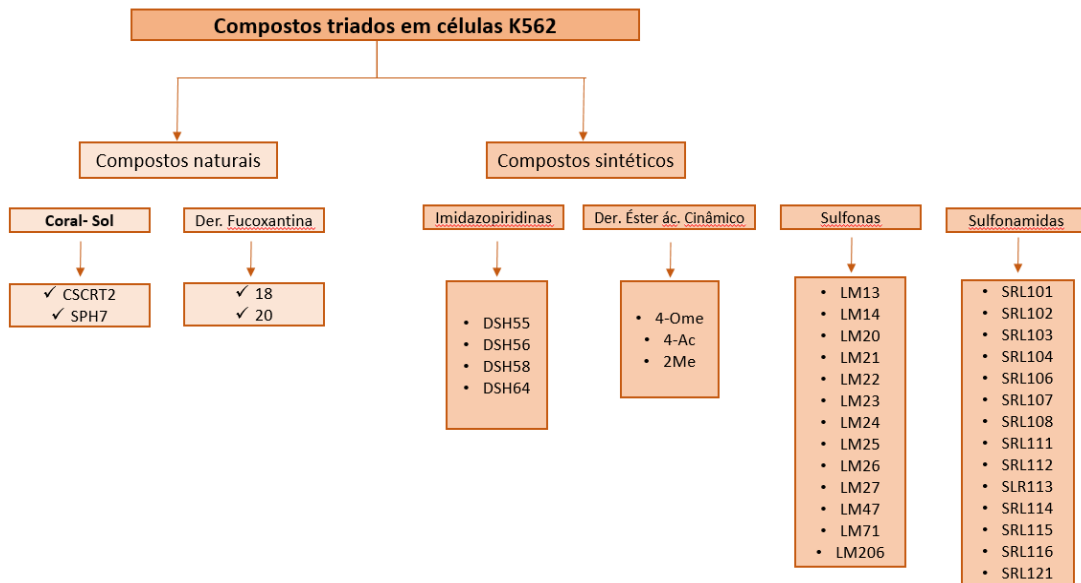 Compostos triados em células K562
Compostos naturais
Compostos sintéticos
Coral- Sol
Der. Fucoxantina
Imidazopiridinas
Der. Éster ác. Cinâmico
Sulfonas
Sulfonamidas
✓ CSCRT2
✓ SPH7
✓ 18
✓ 20
• DSH55
• DSH56
• DSH58
• DSH64
• 4-Ome
• 4-Ac
• 2Me
• LM13
• LM14
• LM20
• LM21
• LM22
• LM23
• LM24
• LM25
• LM26
• LM27
• LM47
• LM71
• LM206
• SRL101
• SRL102
• SRL103
• SRL104
• SRL106
• SRL107
• SRL108
• SRL111
• SRL112
• SLR113
• SRL114
• SRL115
• SRL116
• SRL121